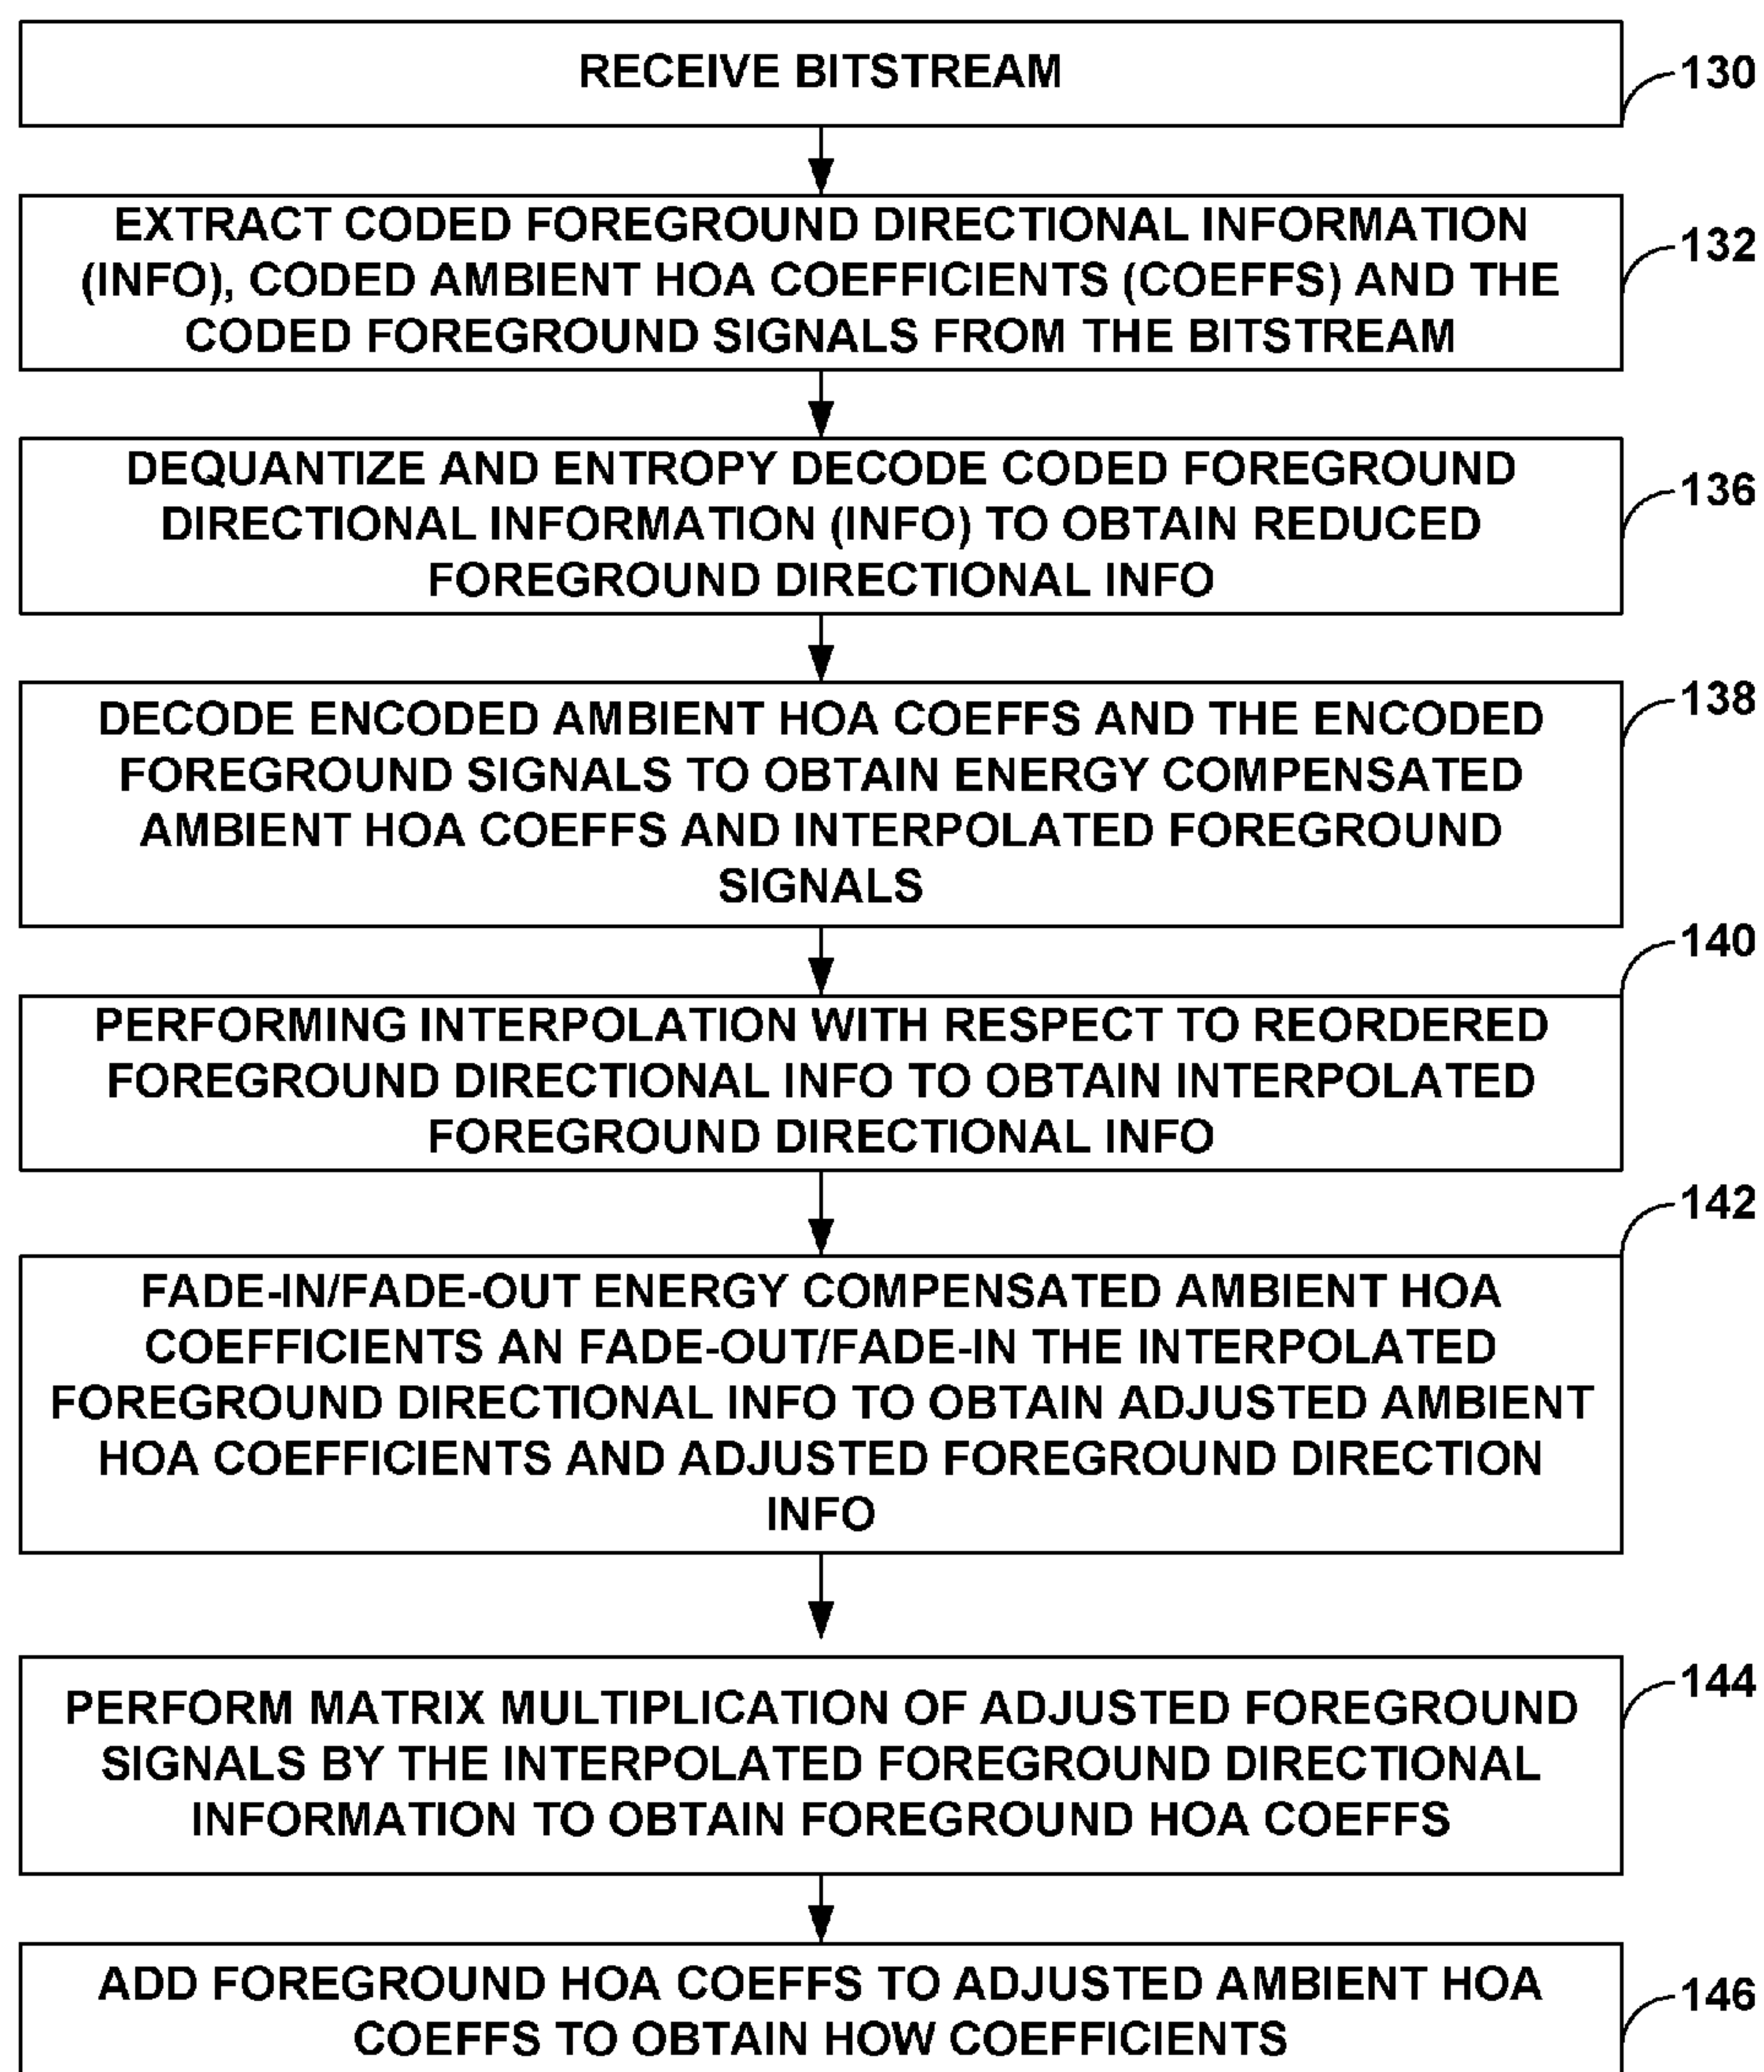 RECEIVE BITSTREAM
130
EXTRACT CODED FOREGROUND DIRECTIONAL INFORMATION
(INFO), CODED AMBIENT HOA COEFFICIENTS (COEFFS) AND THE
CODED FOREGROUND SIGNALS FROM THE BITSTREAM
132
DEQUANTIZE AND ENTROPY DECODE CODED FOREGROUND
DIRECTIONAL INFORMATION (INFO) TO OBTAIN REDUCED
FOREGROUND DIRECTIONAL INFO
136
DECODE ENCODED AMBIENT HOA COEFFS AND THE ENCODED
FOREGROUND SIGNALS TO OBTAIN ENERGY COMPENSATED
AMBIENT HOA COEFFS AND INTERPOLATED FOREGROUND
SIGNALS
138
PERFORMING INTERPOLATION WITH RESPECT TO REORDERED
FOREGROUND DIRECTIONAL INFO TO OBTAIN INTERPOLATED
FOREGROUND DIRECTIONAL INFO
140
FADE-IN/FADE-OUT ENERGY COMPENSATED AMBIENT HOA
COEFFICIENTS AN FADE-OUT/FADE-IN THE INTERPOLATED
FOREGROUND DIRECTIONAL INFO TO OBTAIN ADJUSTED AMBIENT
HOA COEFFICIENTS AND ADJUSTED FOREGROUND DIRECTION
INFO
142
PERFORM MATRIX MULTIPLICATION OF ADJUSTED FOREGROUND
SIGNALS BY THE INTERPOLATED FOREGROUND DIRECTIONAL
INFORMATION TO OBTAIN FOREGROUND HOA COEFFS
144
ADD FOREGROUND HOA COEFFS TO ADJUSTED AMBIENT HOA
COEFFS TO OBTAIN HOW COEFFICIENTS
146